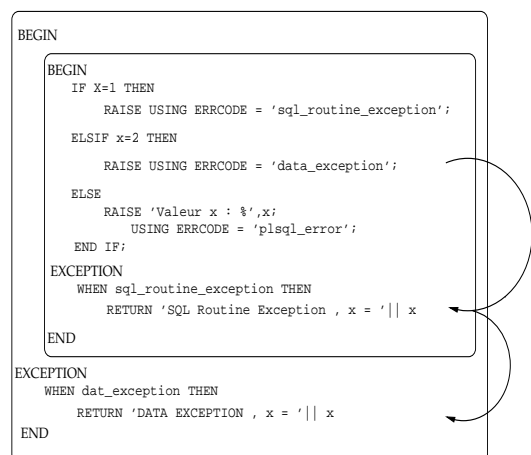 BEGIN
BEGIN
IF X=1 THEN
RAISE USING ERRCODE = 'sql_routine_exception';
ELSIF x=2 THEN
RAISE USING ERRCODE = 'data_exception';
ELSE
RAISE 'Valeur x : %',x;
USING ERRCODE = 'plsql_error';
END IF;
EXCEPTION
WHEN sql_routine_exception THEN
RETURN 'SQL Routine Exception , x = '|| x
END
EXCEPTION
WHEN dat_exception THEN
RETURN 'DATA EXCEPTION , x = '|| x
END